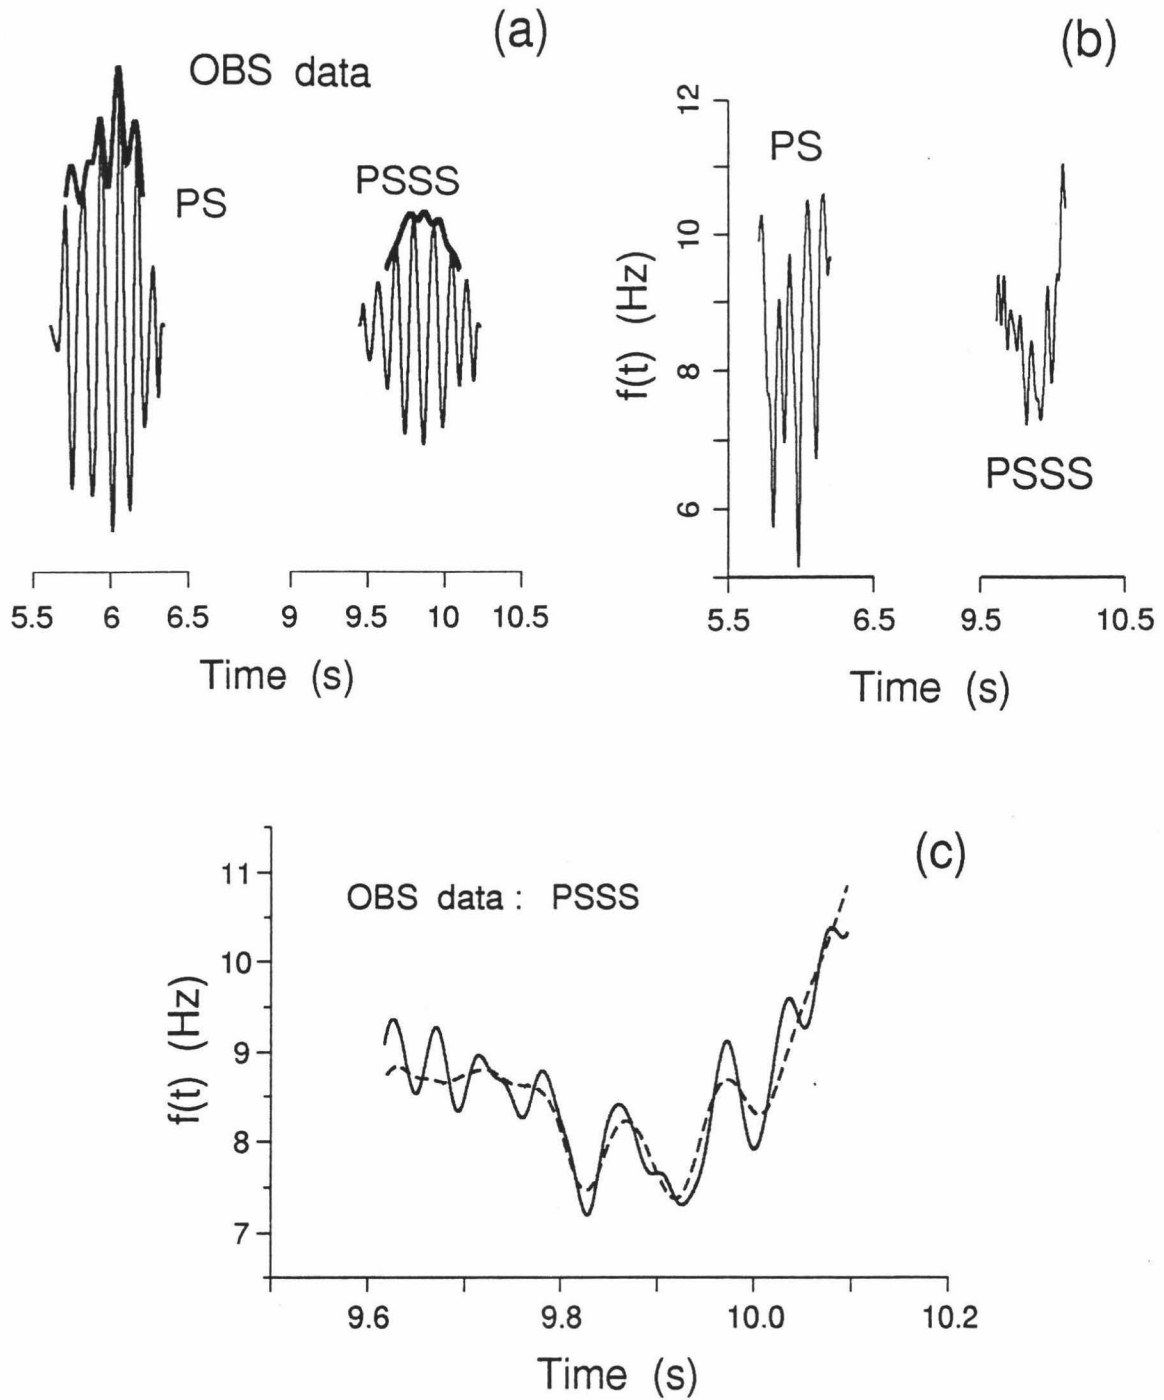 (a)
OBS data
PS
PSSS
5.5 6 6.5
9 9.5 10 10.5
Time (s)
(b)
12
10
8
6
f(t) (Hz)
PS
PSSS
5.5 6.5
9.5 10.5
Time (s)
(c)
OBS data : PSSS
11
10
9
8
7
f(t) (Hz)
9.6 9.8 10.0 10.2
Time (s)